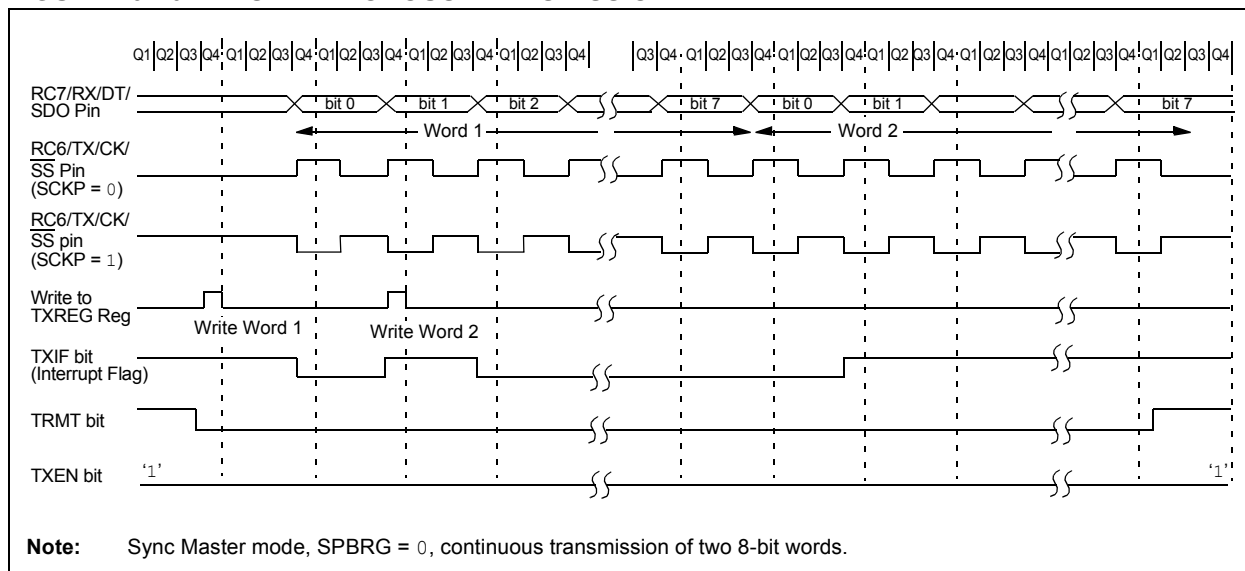 Q1 Q2 Q3 Q4 Q1 Q2 Q3 Q4 Q1 Q2 Q3 Q4 Q1 Q2 Q3 Q4 Q1 Q2 Q3 Q4 Q3 Q4 Q1 Q2 Q3 Q4 Q1 Q2 Q3 Q4 Q1 Q2 Q3 Q4 Q1 Q2 Q3 Q4 Q1 Q2 Q3 Q4 Q1 Q2 Q3 Q4
RC7/RX/DT/
SDO Pin
bit 0 bit 1 bit 2 bit 7 bit 0 bit 1 bit 7
Word 1 Word 2
RC6/TX/CK/
SS Pin
(SCKP = 0)
RC6/TX/CK/
SS pin
(SCKP = 1)
Write to
TXREG Reg
Write Word 1 Write Word 2
TXIF bit
(Interrupt Flag)
TRMT bit
TXEN bit ‘1’ ‘1’
Note: Sync Master mode, SPBRG = 0, continuous transmission of two 8-bit words.